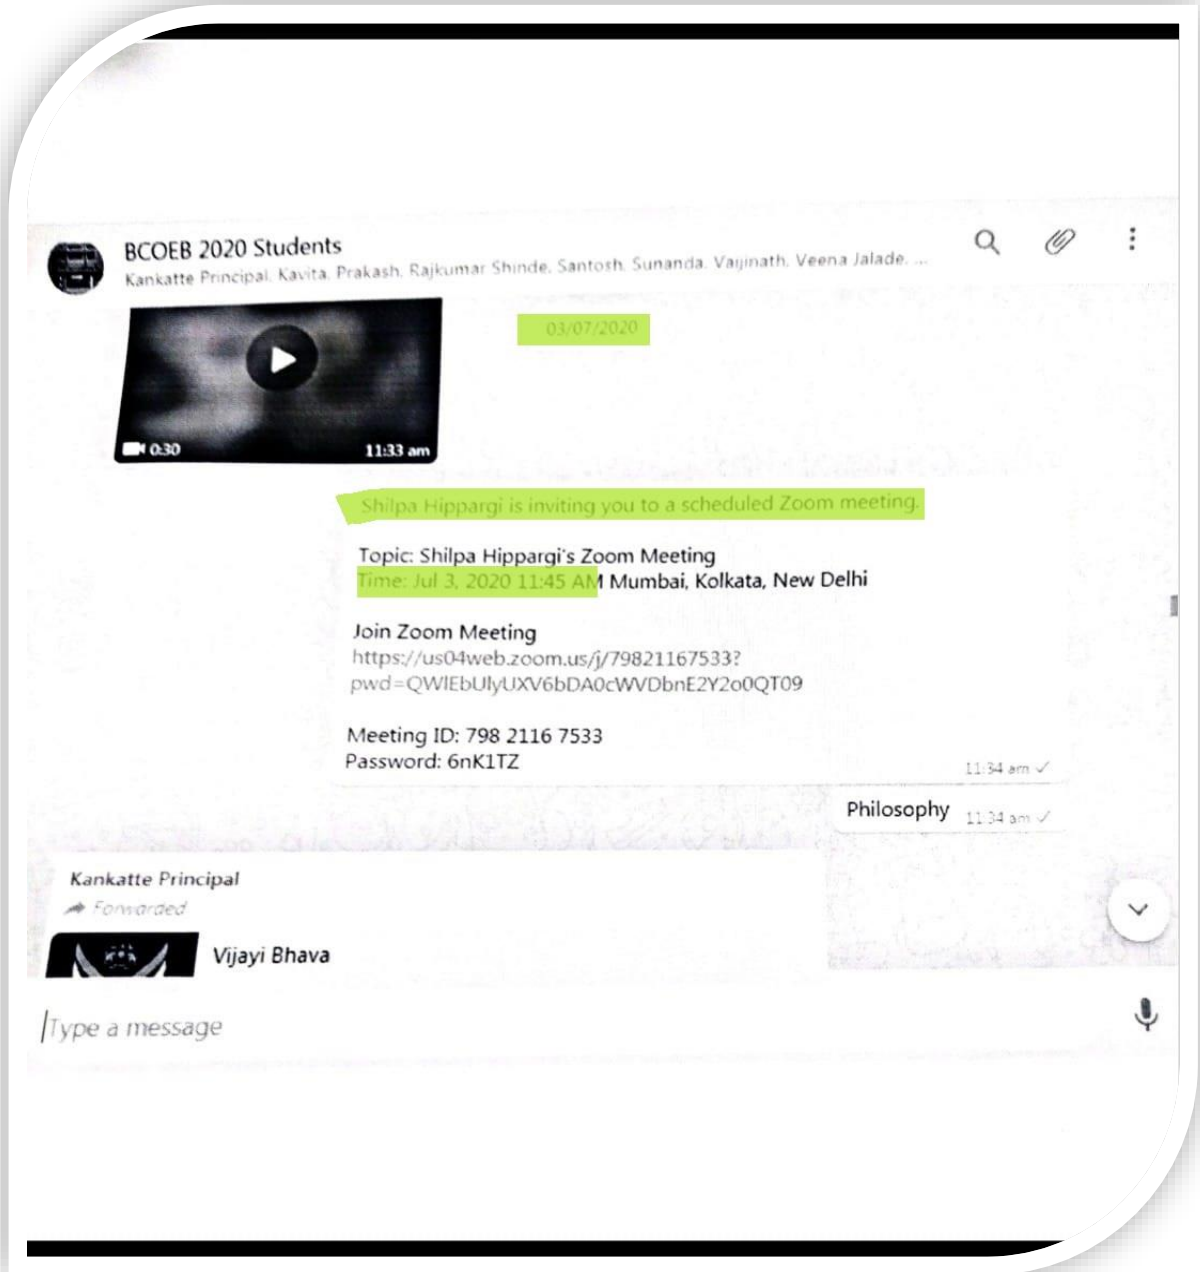 BCOEB 2020 Students
Kankatte Principal, Kavita, Prakash, Rajkumar Shinde, Santosh, Sunanda, Vaijinath, Veena Jalade, ...
03/07/2020
0:30
11:33 am
Shilpa Hippargi is inviting you to a scheduled Zoom meeting.
Topic: Shilpa Hippargi's Zoom Meeting
Time: Jul 3, 2020 11:45 AM Mumbai, Kolkata, New Delhi
Join Zoom Meeting
https://us04web.zoom.us/j/79821167533?
pwd=QWlEbUlyUXV6bDA0cWVDbnE2Y2o0QT09
Meeting ID: 798 2116 7533
Password: 6nK1TZ
11:34 am
Philosophy
11:34 am
Kankatte Principal
Forwarded
Vijayi Bhava
Type a message